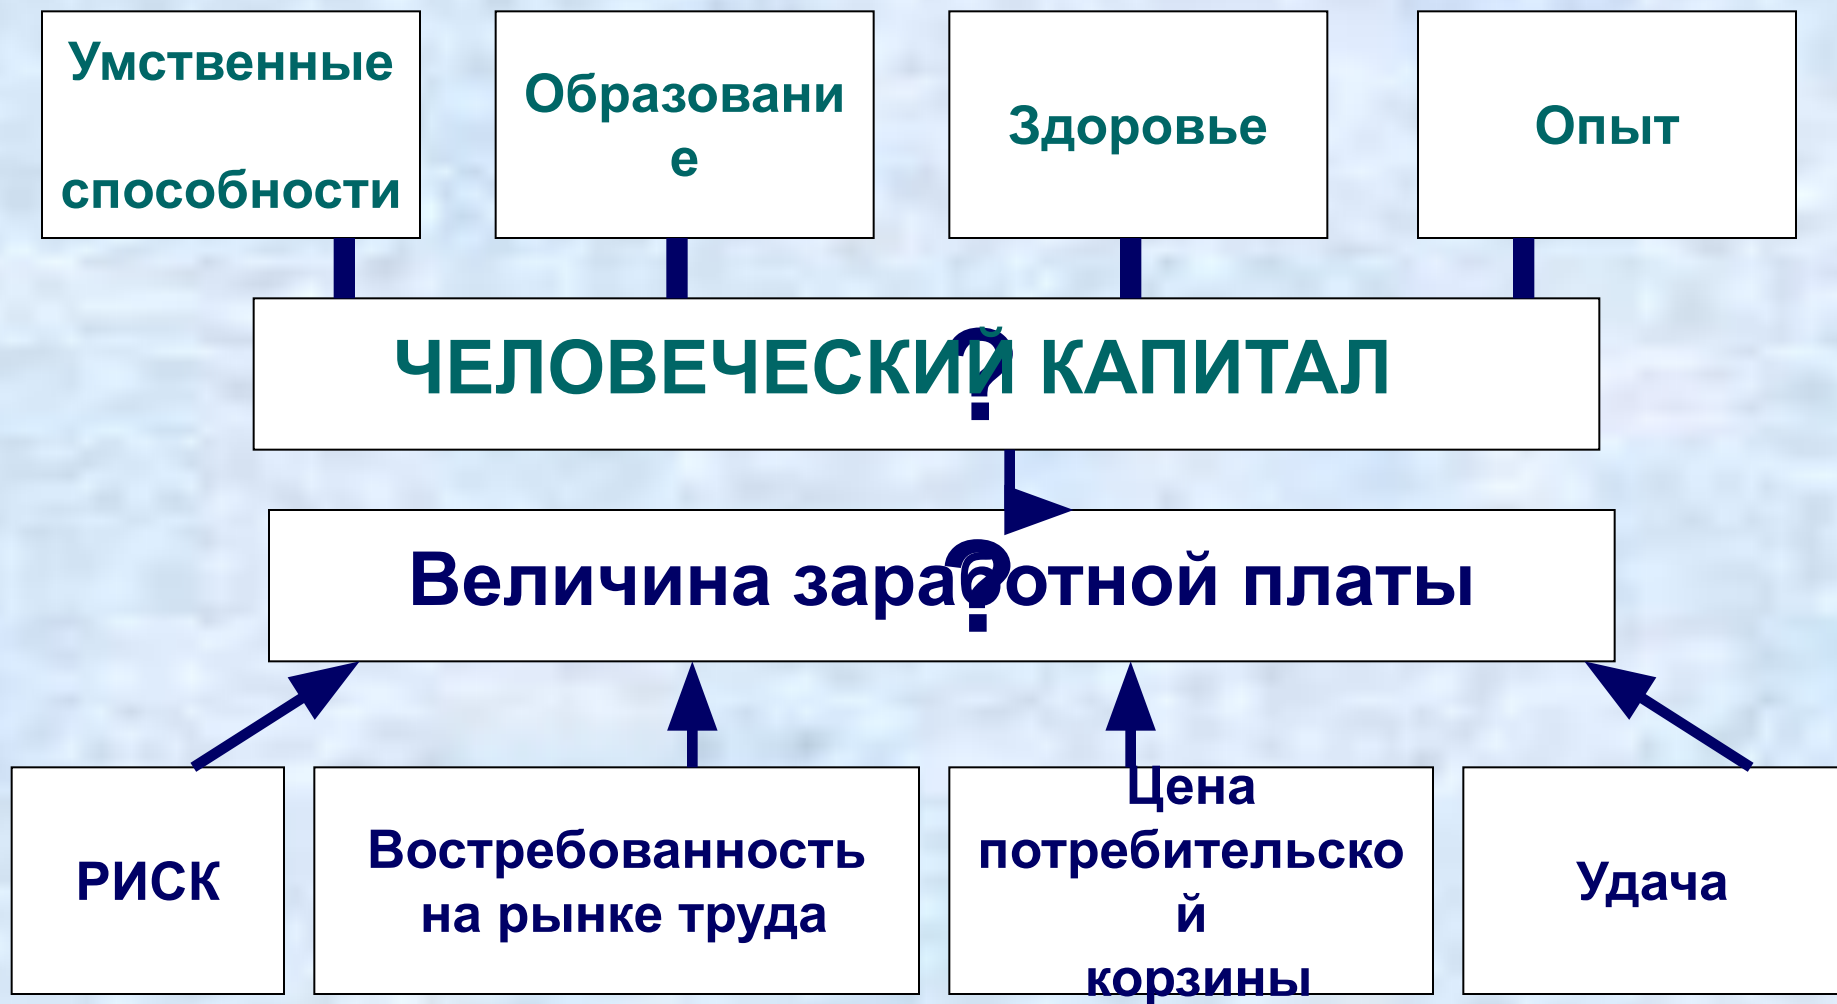 Умственные
способности
Образовани
е
Здоровье
Опыт
ЧЕЛОВЕЧЕСКИЙ КАПИТАЛ
?
Величина заработной платы
?
РИСК
Востребованность
на рынке труда
Цена
потребительско
й
корзины
Удача